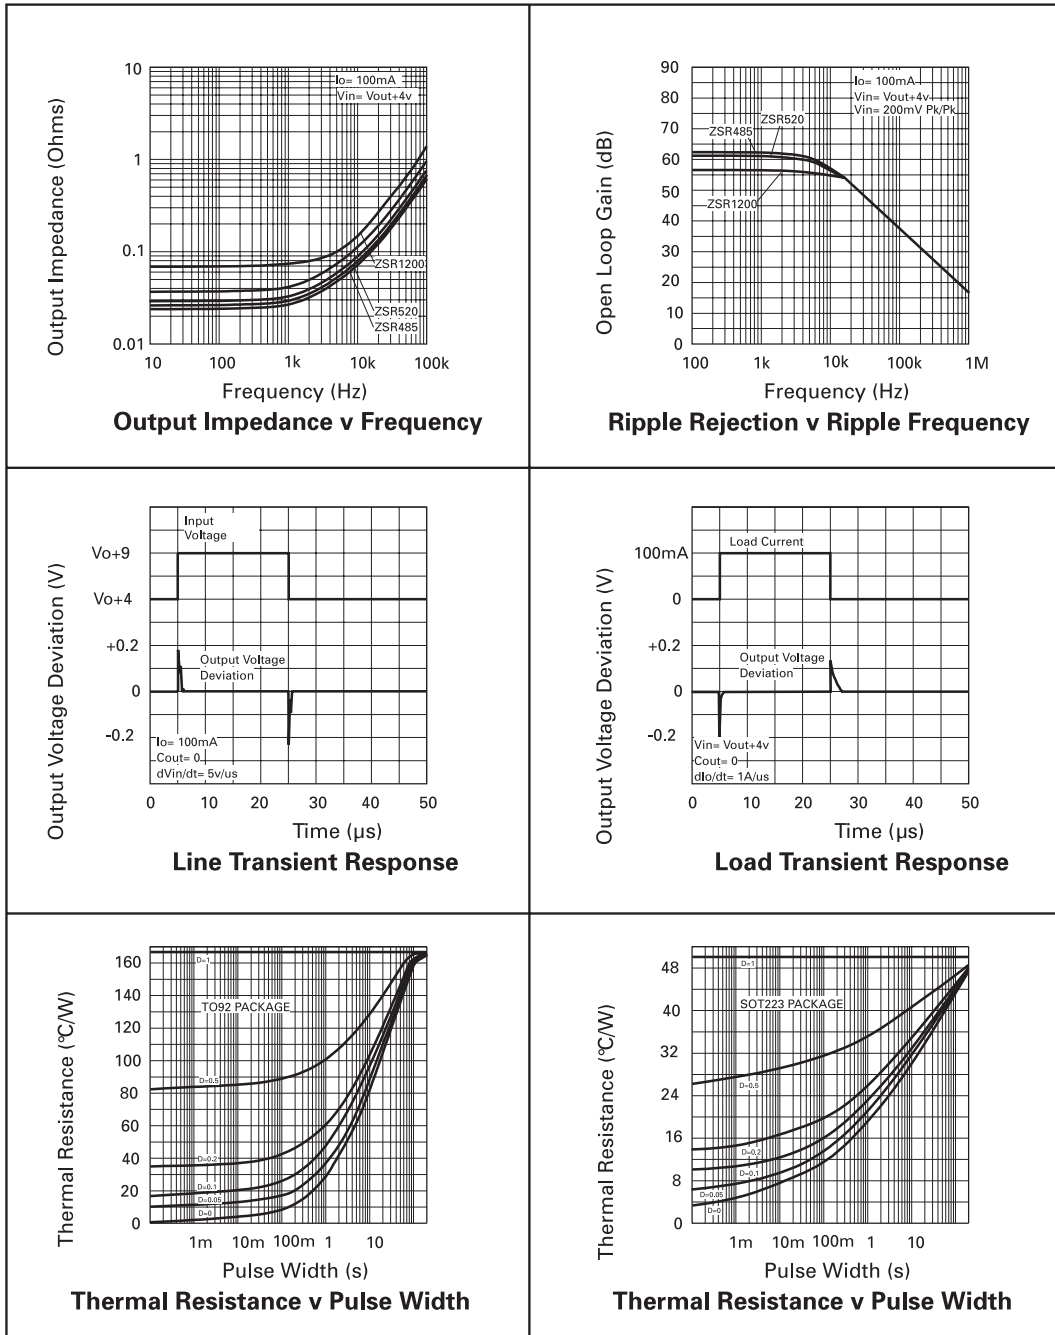 10
1
0.1
0.01
Output Impedance (Ohms)
Io= 100mA
Vin= Vout+4v
ZSR1200
ZSR520
ZSR485
10
100
1k
10k
100k
Frequency (Hz)
Output Impedance v Frequency
90
80
70
60
50
40
30
20
10
0
Open Loop Gain (dB)
Io= 100mA
Vin= Vout+4v
Vin= 200mV Pk/Pk
ZSR520
ZSR485
ZSR1200
100
1k
10k
100k
1M
Frequency (Hz)
Ripple Rejection v Ripple Frequency
Output Voltage Deviation (V)
Vo+9
Vo+4
+0.2
0
-0.2
Input
Voltage
Output Voltage
Deviation
Io= 100mA
Cout= 0
dVin/dt= 5v/us
0
10
20
30
40
50
Time (µs)
Line Transient Response
Output Voltage Deviation (V)
100mA
0
+0.2
0
-0.2
Load Current
Output Voltage
Deviation
Vin= Vout+4v
Cout= 0
dIo/dt= 1A/us
0
10
20
30
40
50
Time (µs)
Load Transient Response
Thermal Resistance (°C/W)
160
140
120
100
80
60
40
20
0
D=1
TO92 PACKAGE
D=0.5
D=0.2
D=0.1
D=0.05
D=0
1m
10m
100m
1
10
Pulse Width (s)
Thermal Resistance v Pulse Width
Thermal Resistance (°C/W)
48
40
32
24
16
8
0
D=1
SOT223 PACKAGE
D=0.5
D=0.2
D=0.1
D=0.05
D=0
1m
10m
100m
1
10
Pulse Width (s)
Thermal Resistance v Pulse Width